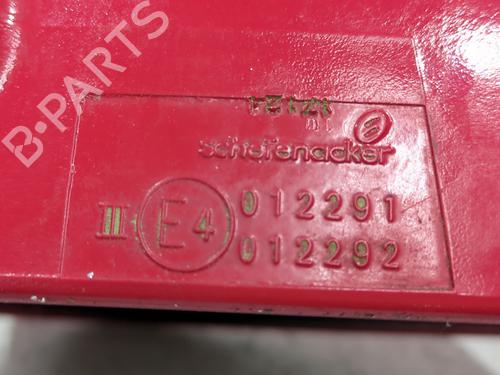 B-PARTS
schefenacker
III E4 012291
012292